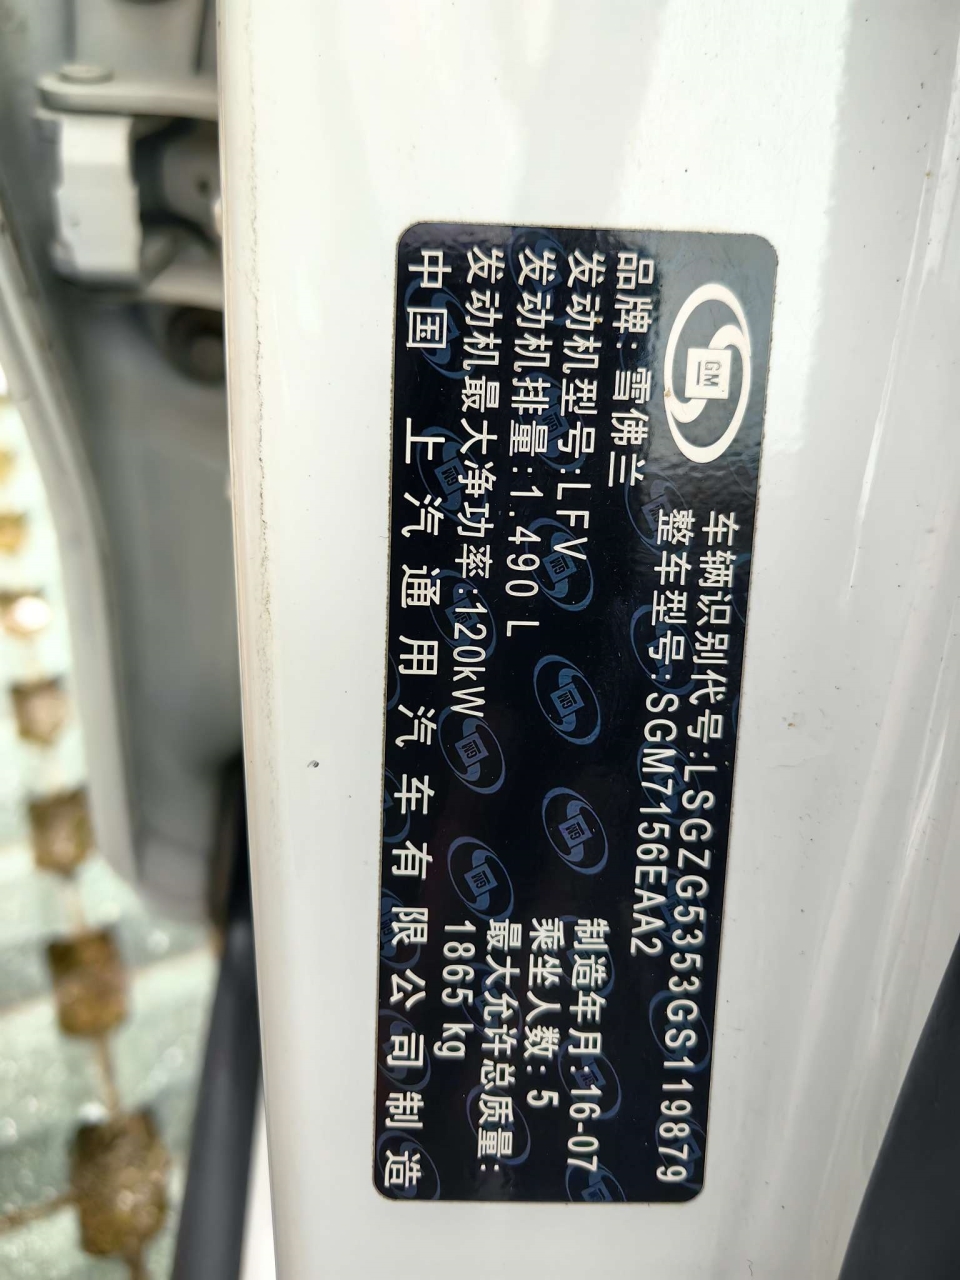 GM
车辆识别代号:LSGZG5353GS119879
整车型号:SGM7156EAA2
品牌:雪佛兰
发动机型号:LFV
制造年月:16-07
发动机排量:1.490 L
乘坐人数:5
发动机最大净功率:120kW
最大允许总质量:
1865kg
中国 上汽通用汽车有限公司制造